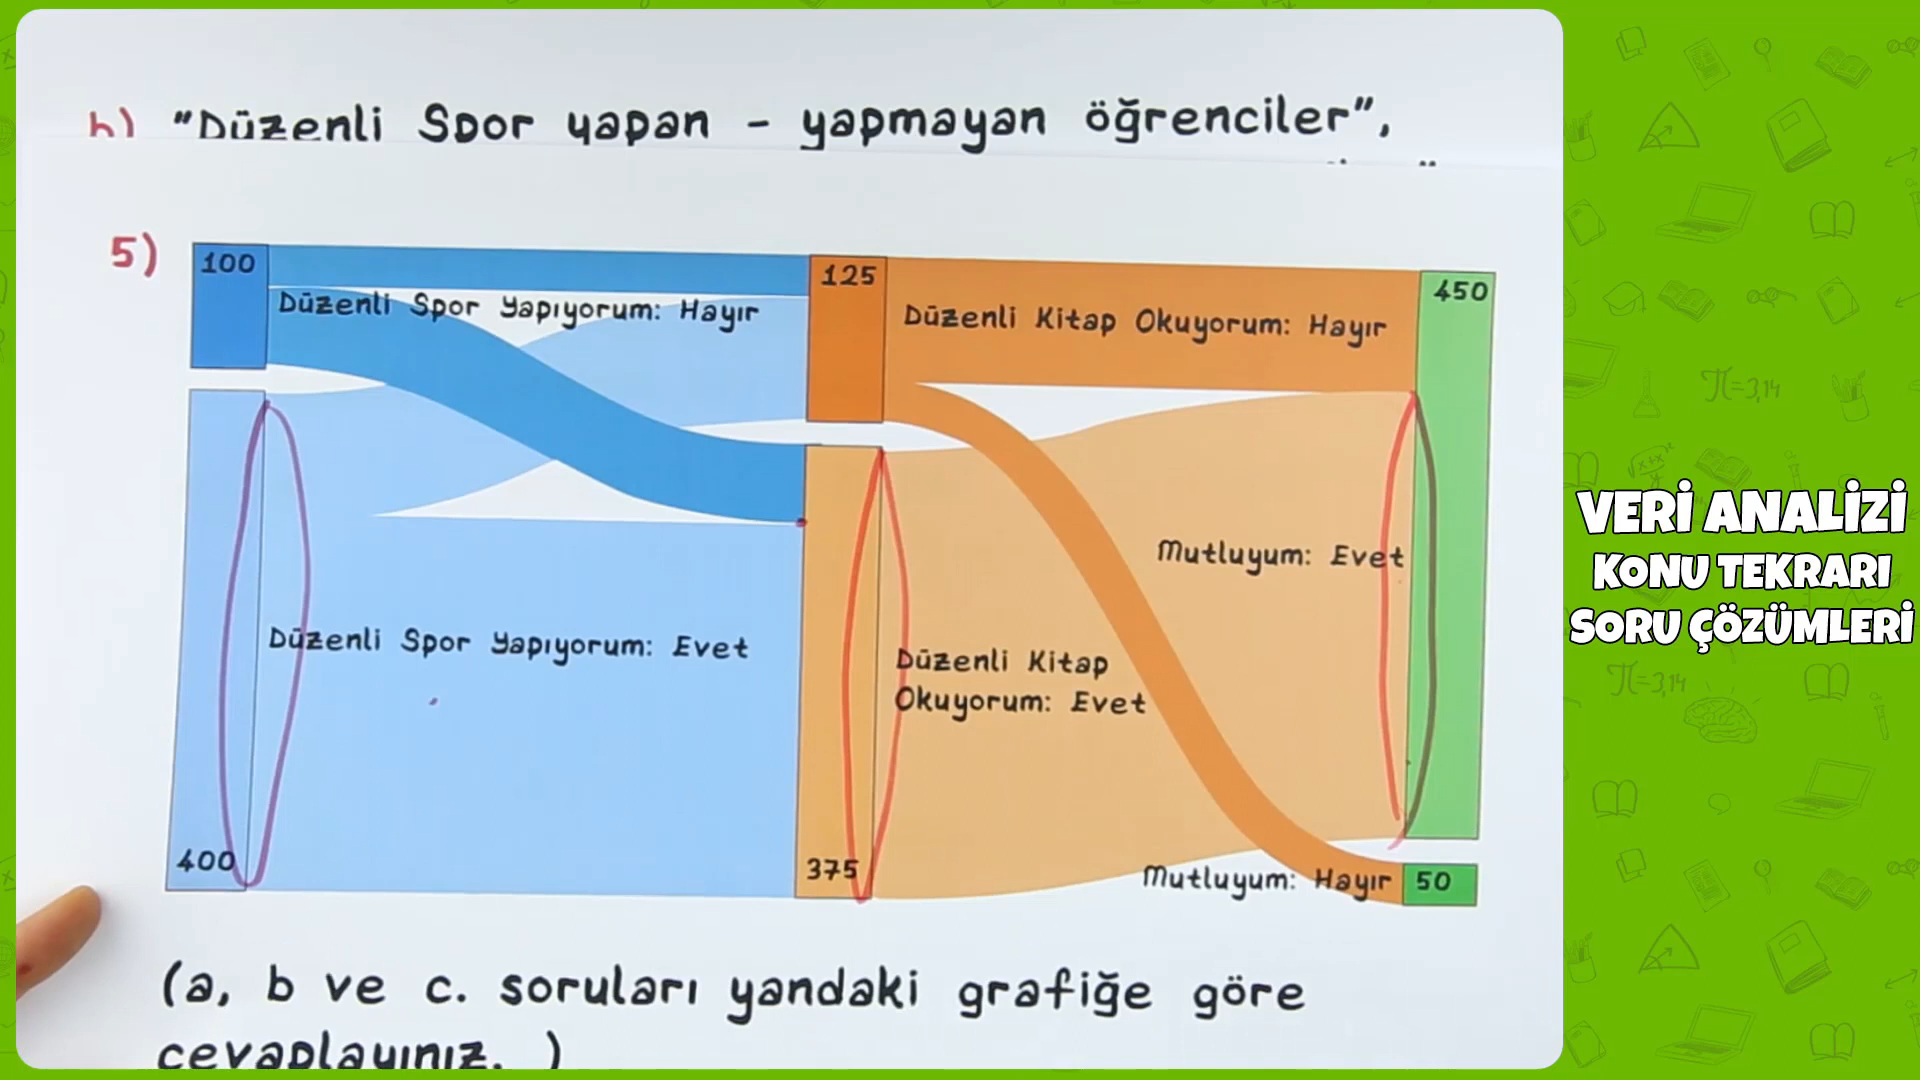 b) "Düzenli Spor yapan - yapmayan öğrenciler",
5)
100
Düzenli Spor Yapıyorum: Hayır
125
Düzenli Kitap Okuyorum: Hayır
450
Mutluyum: Evet
Düzenli Spor Yapıyorum: Evet
Düzenli Kitap
Okuyorum: Evet
400
375
Mutluyum: Hayır
50
(a, b ve c. soruları yandaki grafiğe göre
cevaplayınız. )
VERİ ANALİZİ
KONU TEKRARI
SORU ÇÖZÜMLERİ
π=3,14
π=3,14